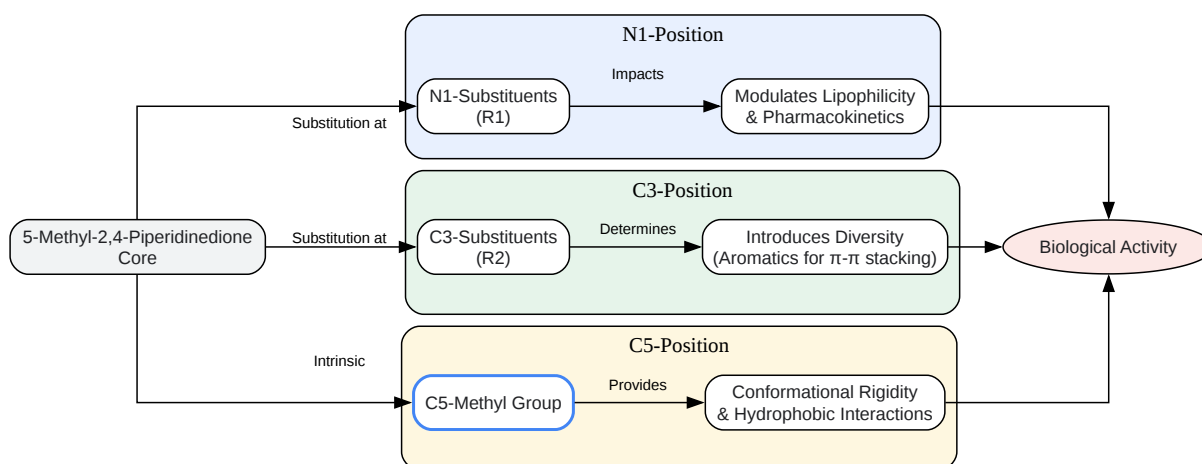 N1-Position
Impacts
N1-Substituents
(R1)
Modulates Lipophilicity
& Pharmacokinetics
Substitution at
C3-Position
5-Methyl-2,4-Piperidinedione
Core
Substitution at
C3-Substituents
(R2)
Determines
Introduces Diversity
(Aromatics for π-π stacking)
Biological Activity
C5-Position
Intrinsic
C5-Methyl Group
Provides
Conformational Rigidity
& Hydrophobic Interactions